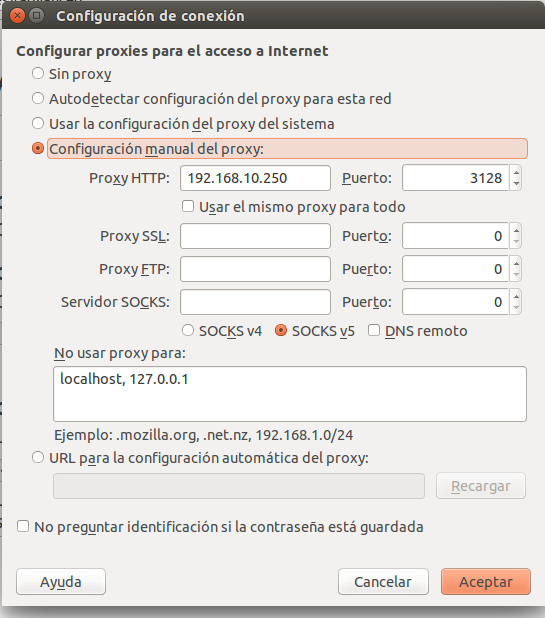 Configuración de conexión
Configurar proxies para el acceso a Internet
Sin proxy
Autodetectar configuración del proxy para esta red
Usar la configuración del proxy del sistema
Configuración manual del proxy:
Proxy HTTP: 192.168.10.250 Puerto: 3128
Usar el mismo proxy para todo
Proxy SSL: Puerto: 0
Proxy FTP: Puerto: 0
Servidor SOCKS: Puerto: 0
SOCKS v4 SOCKS v5 DNS remoto
No usar proxy para:
localhost, 127.0.0.1
Ejemplo: .mozilla.org, .net.nz, 192.168.1.0/24
URL para la configuración automática del proxy:
Recargar
No preguntar identificación si la contraseña está guardada
Ayuda Cancelar Aceptar